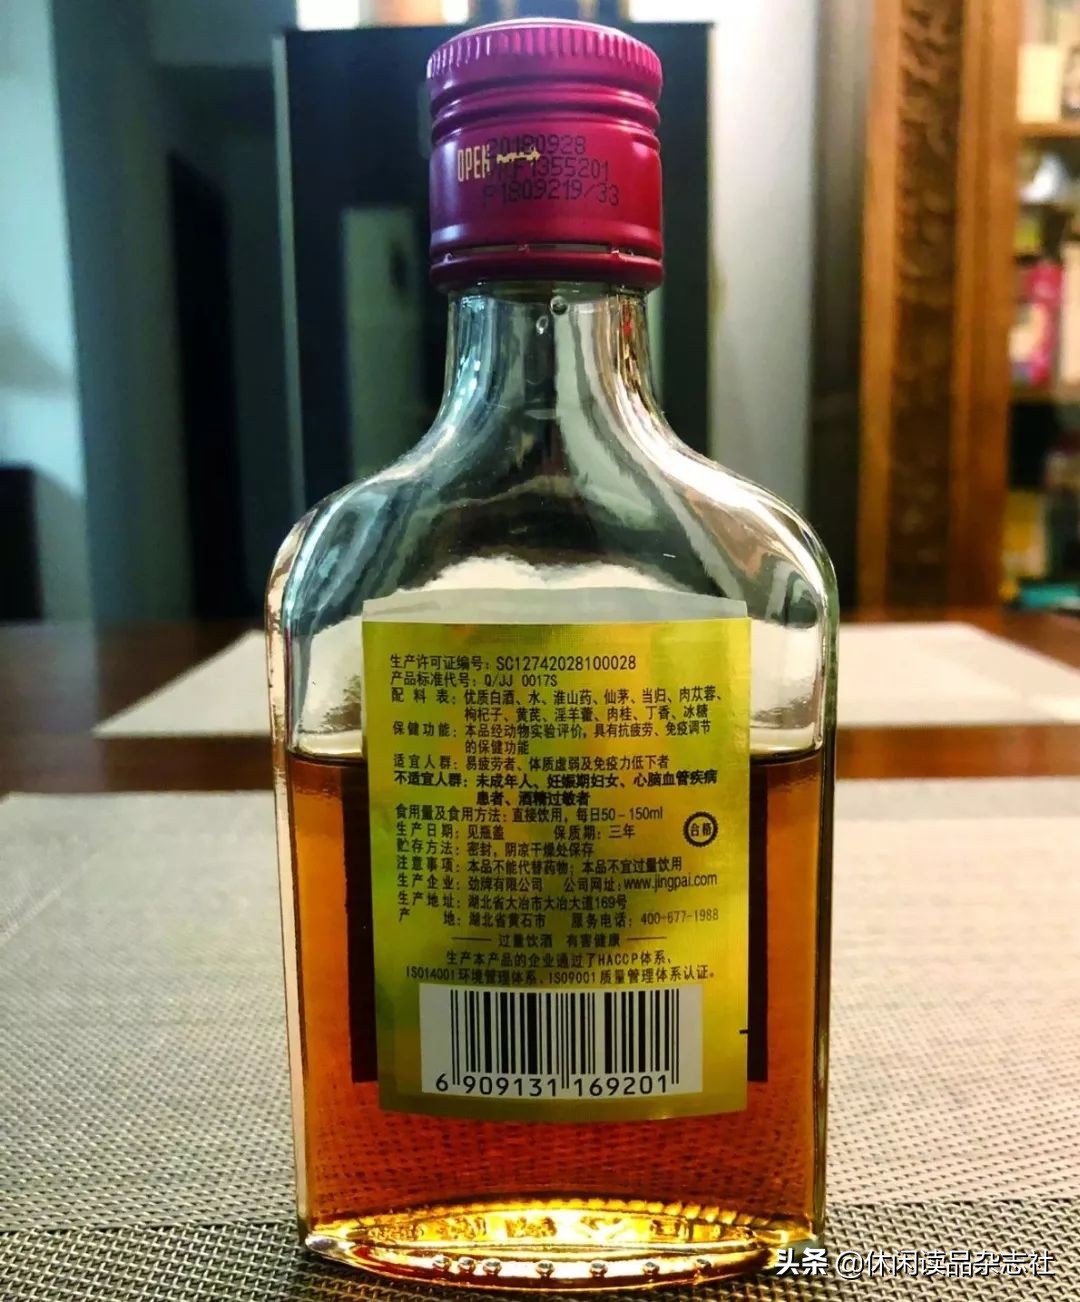 OPEN
20180928
F1355201
F1809219/33
生产许可证编号：SC12742028100028
产品标准代号：Q/JJ 0017S
配 料 表：优质白酒、水、淮山药、仙茅、当归、肉苁蓉、
枸杞子、黄芪、淫羊藿、肉桂、丁香、冰糖
保健功能：本品经动物实验评价，具有抗疲劳、免疫调节
的保健功能
适宜人群：易疲劳者、体质虚弱及免疫力低下者
不适宜人群：未成年人、妊娠期妇女、心脑血管疾病
患者、酒精过敏者
食用量及食用方法：直接饮用，每日50-150ml
生产日期：见瓶盖 保质期：三年
合格
贮存方法：密封，阴凉干燥处保存
注意事项：本品不能代替药物；本品不宜过量饮用
生产企业：劲牌有限公司 公司网址：www.jingpai.com
生产地址：湖北省大冶市大冶大道169号
产 地：湖北省黄石市 服务电话：400-677-1988
过量饮酒 有害健康
生产本产品的企业通过了HACCP体系、
ISO14001环境管理体系、ISO9001质量管理体系认证。
6 909131 169201
头条 @休闲读品杂志社